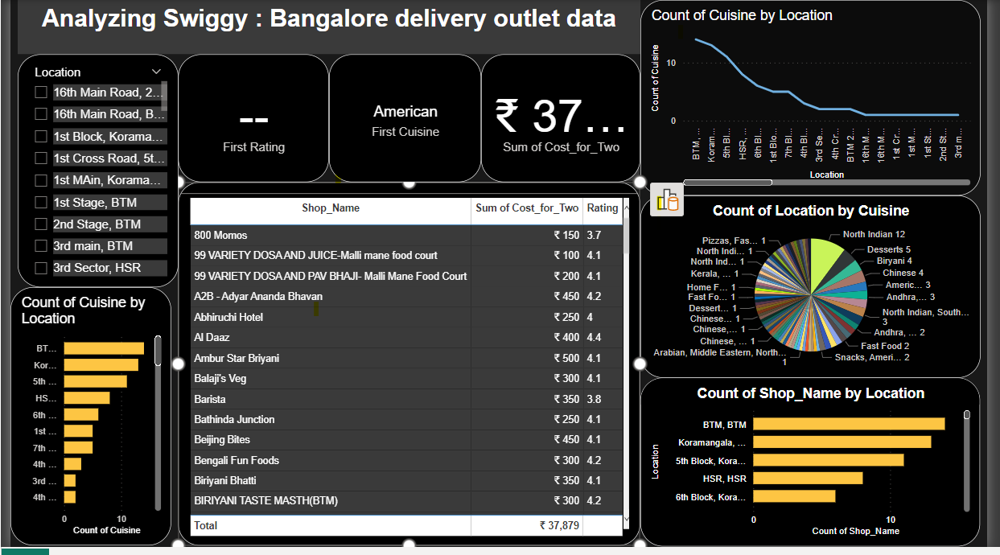 Analyzing Swiggy : Bangalore delivery outlet data
Location
16th Main Road, 2...
16th Main Road, B...
1st Block, Korama...
1st Cross Road, 5t...
1st MAin, Korama...
1st Stage, BTM
2nd Stage, BTM
3rd main, BTM
3rd Sector, HSR
--
First Rating
American
First Cuisine
₹ 37...
Sum of Cost_for_Two
Count of Cuisine by Location
Count of Cuisine
10
0
BTM,...
Koram...
5th Bl...
HSR,...
6th Bl...
1st Blo...
7th Bl...
4th Bl...
3rd Se...
4th Cr...
BTM 2...
16th M...
16th M...
1st Cr...
1st M...
1st St...
2nd St...
3rd m...
Location
Count of Cuisine by
Location
BT...
Kor...
5th ...
HS...
6th ...
1st ...
7th ...
4th ...
3rd ...
4th ...
0 10
Count of Cuisine
Shop_Name Sum of Cost_for_Two Rating
800 Momos ₹ 150 3.7
99 VARIETY DOSA AND JUICE-Malli mane food court ₹ 100 4.1
99 VARIETY DOSA AND PAV BHAJI- Malli Mane Food Court ₹ 200 4.1
A2B - Adyar Ananda Bhavan ₹ 450 4.2
Abhiruchi Hotel ₹ 250 4
Al Daaz ₹ 400 4.4
Ambur Star Briyani ₹ 500 4.1
Balaji's Veg ₹ 300 4.1
Barista ₹ 350 3.8
Bathinda Junction ₹ 250 4.1
Beijing Bites ₹ 450 4.1
Bengali Fun Foods ₹ 300 4.2
Biriyani Bhatti ₹ 350 4.1
BIRIYANI TASTE MASTH(BTM) ₹ 300 4.2
Total ₹ 37,879
Count of Location by Cuisine
North Indian 12
Desserts 5
Biryani 4
Chinese 4
Americ... 3
Andhra,... 3
North Indian, South...
3
Andhra, ... 2
Fast Food 2
Snacks, Ameri... 2
Pizzas, Fas... 1
North Indi... 1
North Ind... 1
Kerala, ... 1
Home F... 1
Fast Fo... 1
Dessert... 1
Chinese... 1
Chinese,... 1
Chinese, ... 1
Arabian, Middle Eastern, North...
1
Count of Shop_Name by Location
Location
BTM, BTM
Koramangala, ...
5th Block, Kora...
HSR, HSR
6th Block, Kora...
0 10
Count of Shop_Name